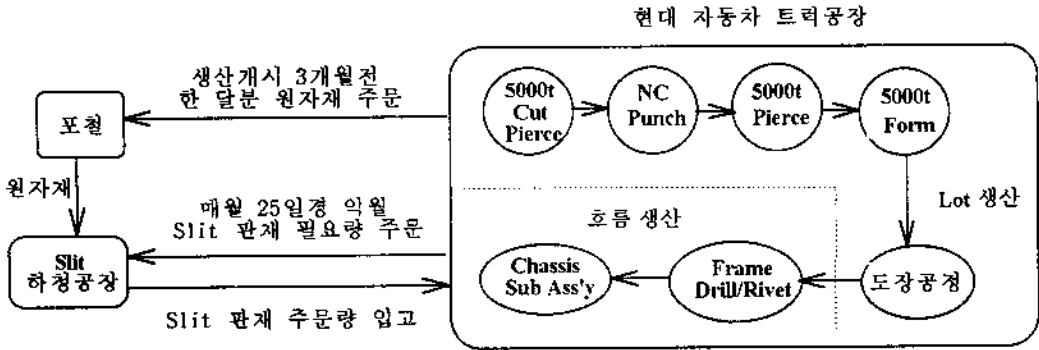 현대 자동차 트럭공장
생산개시 3개월전
한 달분 원자재 주문
포철
원자재
매월 25일경 익월
Slit 판재 필요량 주문
Slit
하청공장
Slit 판재 주문량 입고
5000t
Cut
Pierce
NC
Punch
5000t
Pierce
5000t
Form
Lot 생산
흐름 생산
Chassis
Sub Ass'y
Frame
Drill/Rivet
도장공정